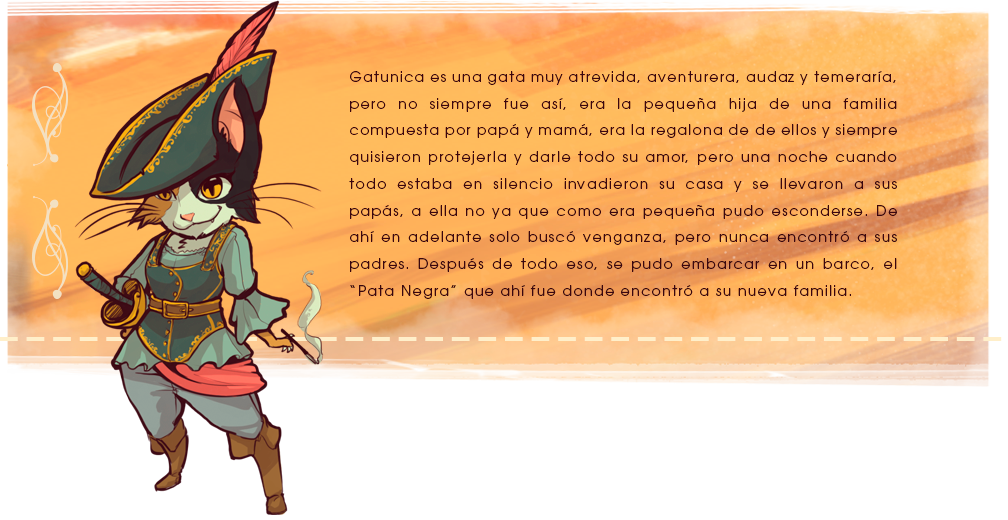 Gatunica es una gata muy atrevida, aventurera, audaz y temeraría,
pero no siempre fue así, era la pequeña hija de una familia
compuesta por papá y mamá, era la regalona de de ellos y siempre
quisieron protejerla y darle todo su amor, pero una noche cuando
todo estaba en silencio invadieron su casa y se llevaron a sus
papás, a ella no ya que como era pequeña pudo esconderse. De
ahí en adelante solo buscó venganza, pero nunca encontró a sus
padres. Después de todo eso, se pudo embarcar en un barco, el
“Pata Negra” que ahí fue donde encontró a su nueva familia.